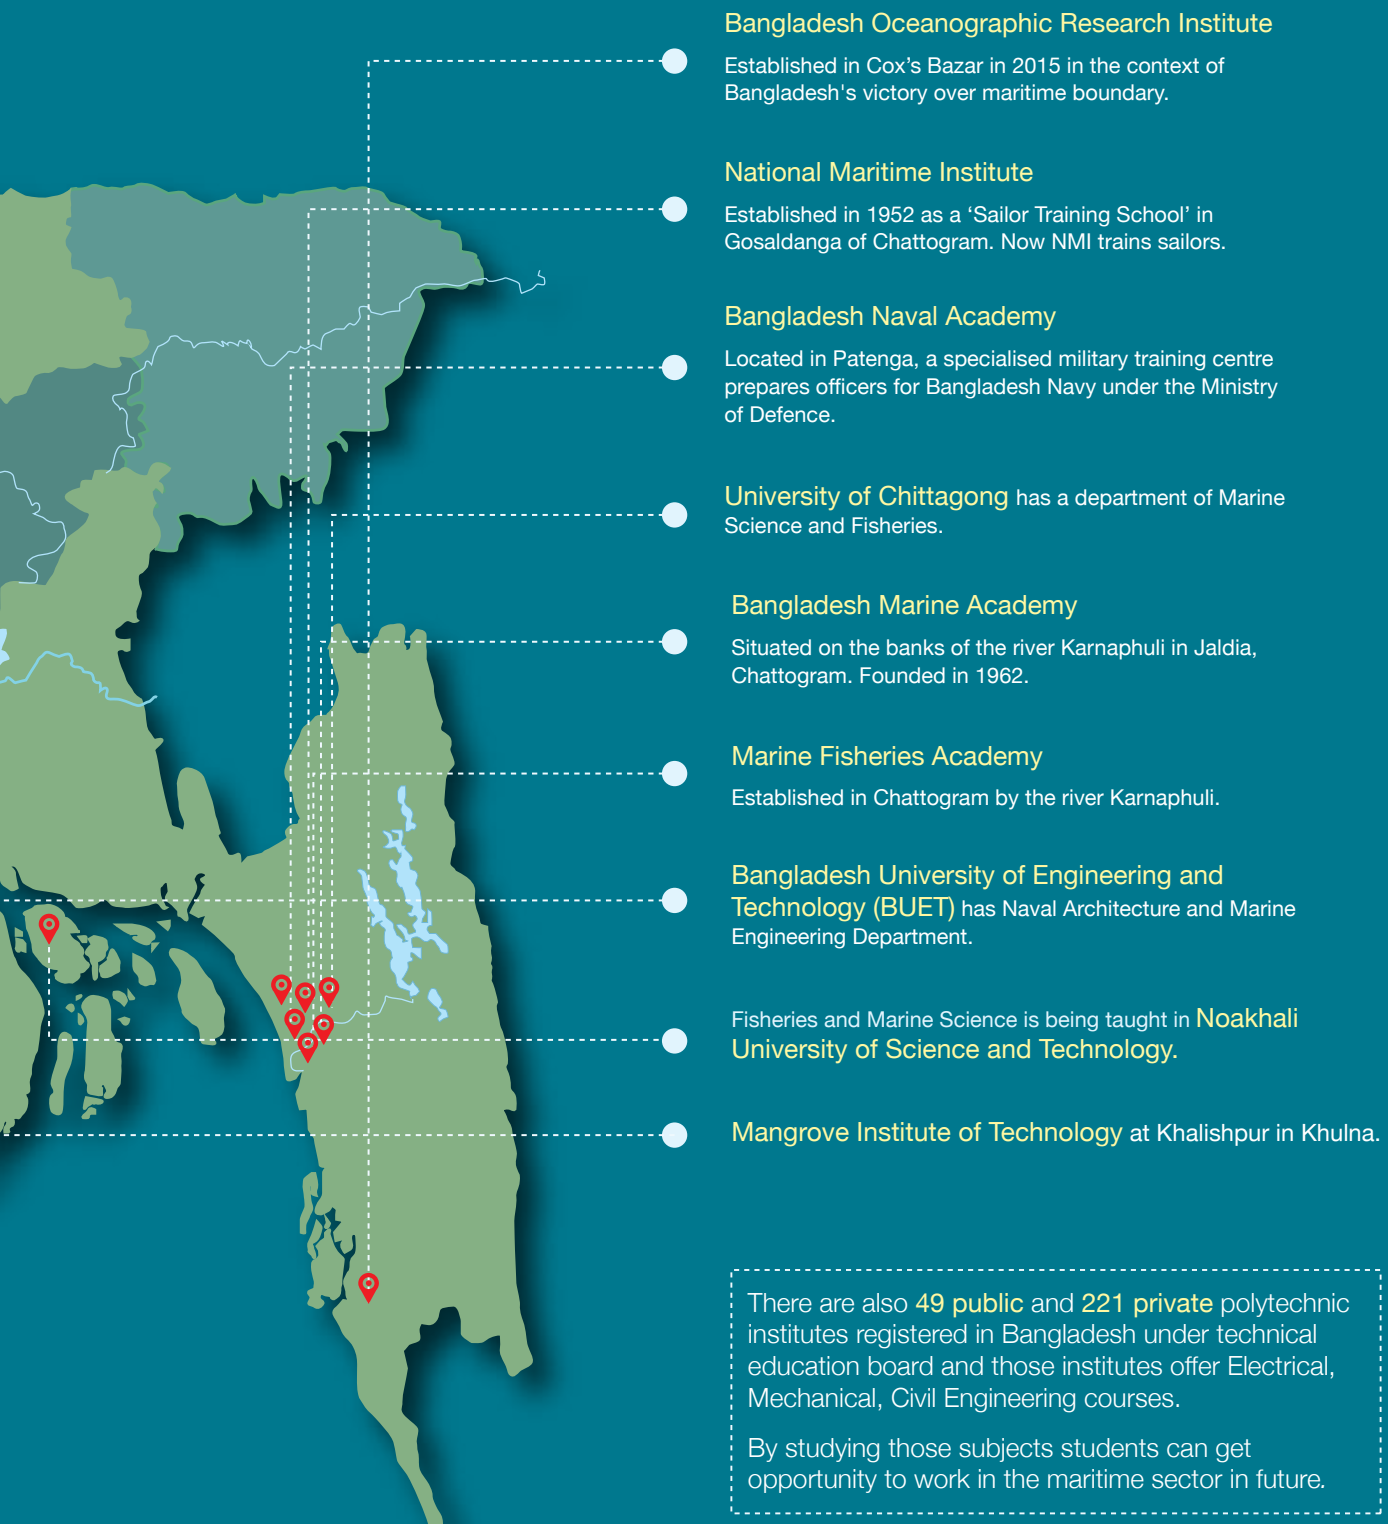 Bangladesh Oceanographic Research Institute
Established in Cox’s Bazar in 2015 in the context of
Bangladesh's victory over maritime boundary.
National Maritime Institute
Established in 1952 as a ‘Sailor Training School’ in
Gosaldanga of Chattogram. Now NMI trains sailors.
Bangladesh Naval Academy
Located in Patenga, a specialised military training centre
prepares officers for Bangladesh Navy under the Ministry
of Defence.
University of Chittagong has a department of Marine
Science and Fisheries.
Bangladesh Marine Academy
Situated on the banks of the river Karnaphuli in Jaldia,
Chattogram. Founded in 1962.
Marine Fisheries Academy
Established in Chattogram by the river Karnaphuli.
Bangladesh University of Engineering and
Technology (BUET) has Naval Architecture and Marine
Engineering Department.
Fisheries and Marine Science is being taught in Noakhali
University of Science and Technology.
Mangrove Institute of Technology at Khalishpur in Khulna.
There are also 49 public and 221 private polytechnic
institutes registered in Bangladesh under technical
education board and those institutes offer Electrical,
Mechanical, Civil Engineering courses.
By studying those subjects students can get
opportunity to work in the maritime sector in future.